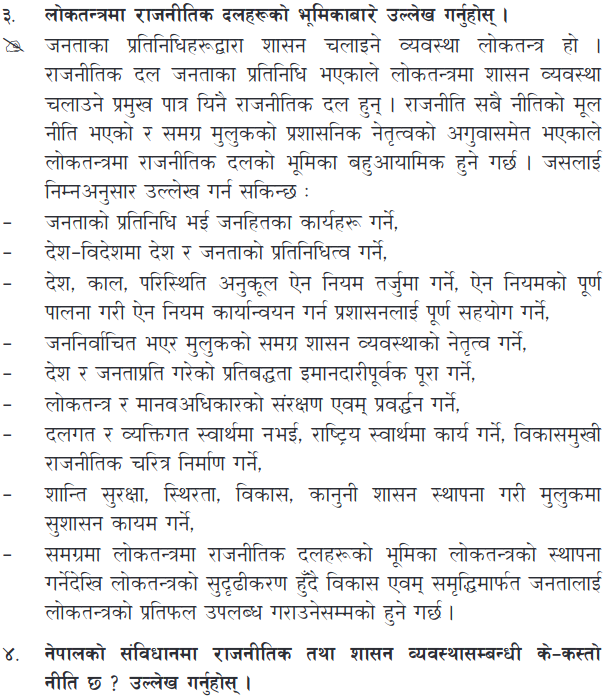 ३. लोकतन्त्रमा राजनीतिक दलहरूको भूमिकाबारे उल्लेख गर्नुहोस् ।
जनताका प्रतिनिधिहरूद्वारा शासन चलाइने व्यवस्था लोकतन्त्र हो ।
राजनीतिक दल जनताका प्रतिनिधि भएकाले लोकतन्त्रमा शासन व्यवस्था
चलाउने प्रमुख पात्र यिनै राजनीतिक दल हुन् । राजनीति सबै नीतिको मूल
नीति भएको र समग्र मुलुकको प्रशासनिक नेतृत्वको अगुवासमेत भएकाले
लोकतन्त्रमा राजनीतिक दलको भूमिका बहुआयामिक हुने गर्छ । जसलाई
निम्नअनुसार उल्लेख गर्न सकिन्छ :
- जनताको प्रतिनिधि भई जनहितका कार्यहरू गर्ने,
- देश-विदेशमा देश र जनताको प्रतिनिधित्व गर्ने,
- देश, काल, परिस्थिति अनुकूल ऐन नियम तर्जुमा गर्ने, ऐन नियमको पूर्ण
पालना गरी ऐन नियम कार्यान्वयन गर्न प्रशासनलाई पूर्ण सहयोग गर्ने,
- जननिर्वाचित भएर मुलुकको समग्र शासन व्यवस्थाको नेतृत्व गर्ने,
- देश र जनताप्रति गरेको प्रतिबद्धता इमानदारीपूर्वक पूरा गर्ने,
- लोकतन्त्र र मानवअधिकारको संरक्षण एवम् प्रवर्द्धन गर्ने,
- दलगत र व्यक्तिगत स्वार्थमा नभई, राष्ट्रिय स्वार्थमा कार्य गर्ने, विकासमुखी
राजनीतिक चरित्र निर्माण गर्ने,
- शान्ति सुरक्षा, स्थिरता, विकास, कानुनी शासन स्थापना गरी मुलुकमा
सुशासन कायम गर्ने,
- समग्रमा लोकतन्त्रमा राजनीतिक दलहरूको भूमिका लोकतन्त्रको स्थापना
गर्नेदेखि लोकतन्त्रको सुदृढीकरण हुँदै विकास एवम् समृद्धिमार्फत जनतालाई
लोकतन्त्रको प्रतिफल उपलब्ध गराउनेसम्मको हुने गर्छ ।
४. नेपालको संविधानमा राजनीतिक तथा शासन व्यवस्थासम्बन्धी के-कस्तो
नीति छ ? उल्लेख गर्नुहोस् ।